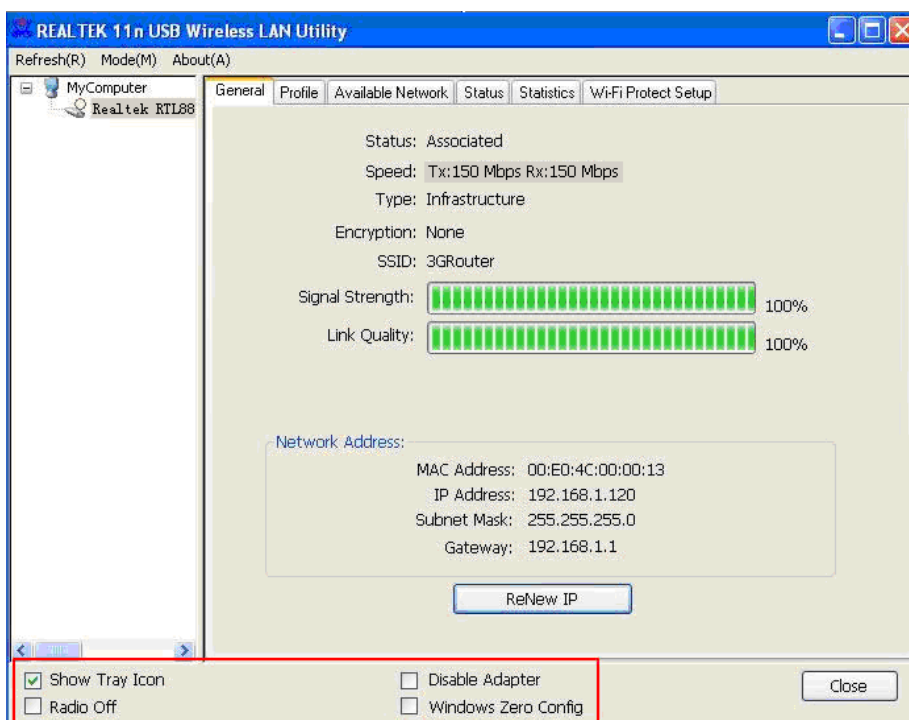 REALTEK 11n USB Wireless LAN Utility
Refresh(R) Mode(M) About(A)
MyComputer
Realtek RTL88
General Profile Available Network Status Statistics Wi-Fi Protect Setup
Status: Associated
Speed: Tx:150 Mbps Rx:150 Mbps
Type: Infrastructure
Encryption: None
SSID: 3GRouter
Signal Strength: 100%
Link Quality: 100%
Network Address:
MAC Address: 00:E0:4C:00:00:13
IP Address: 192.168.1.120
Subnet Mask: 255.255.255.0
Gateway: 192.168.1.1
ReNew IP
Show Tray Icon
Radio Off
Disable Adapter
Windows Zero Config
Close